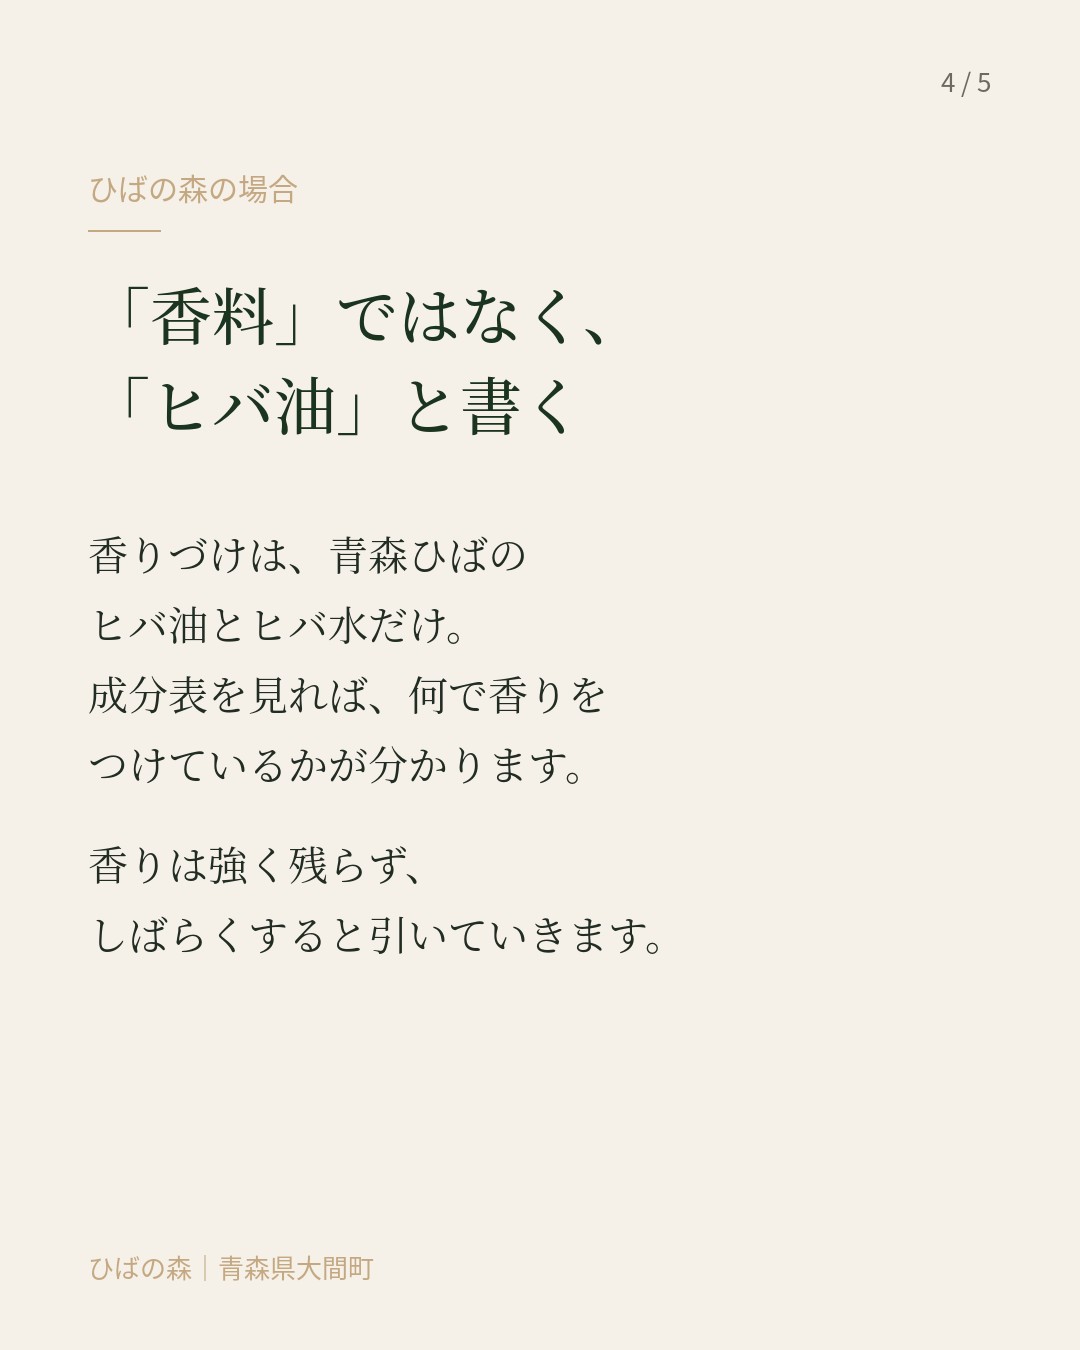 4 / 5
ひばの森の場合
「香料」ではなく、
「ヒバ油」と書く
香りづけは、青森ひばの
ヒバ油とヒバ水だけ。
成分表を見れば、何で香りを
つけているかが分かります。
香りは強く残らず、
しばらくすると引いていきます。
ひばの森｜青森県大間町